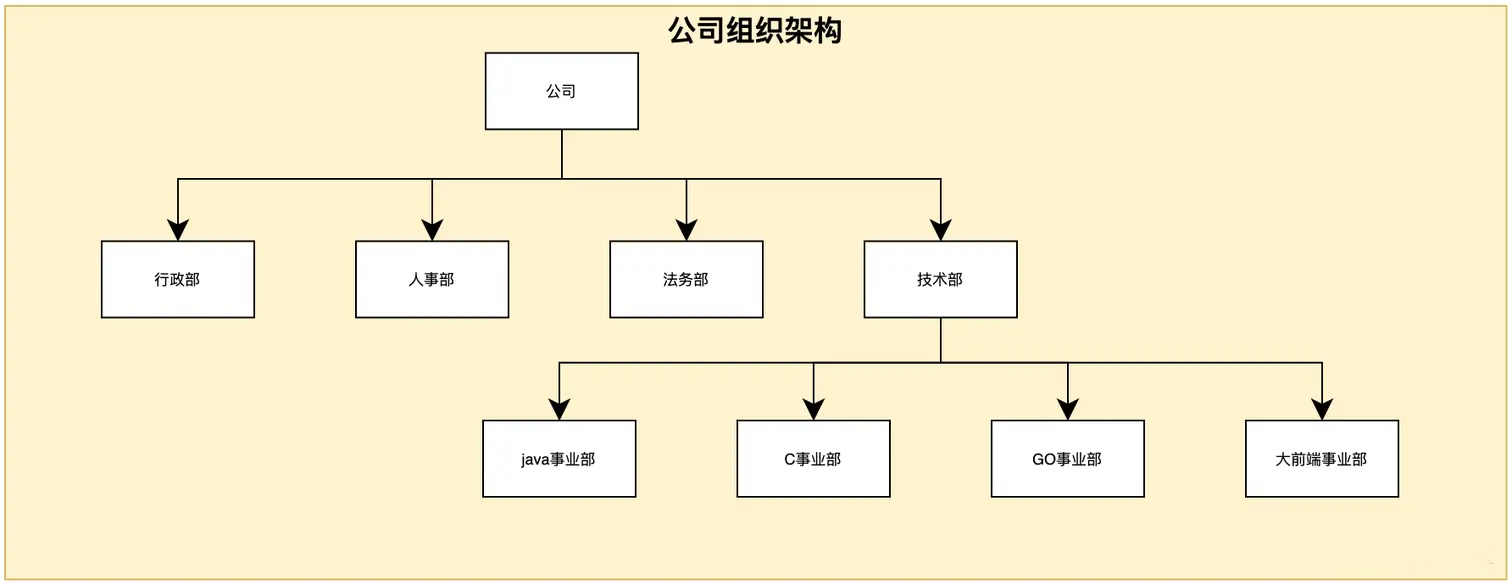 公司组织架构
公司
行政部
人事部
法务部
技术部
java事业部
C事业部
GO事业部
大前端事业部